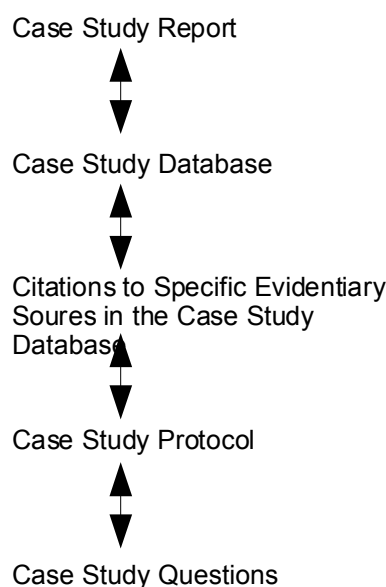 Case Study Report
Case Study Database
Citations to Specific Evidentiary
Soures in the Case Study
Database
Case Study Protocol
Case Study Questions